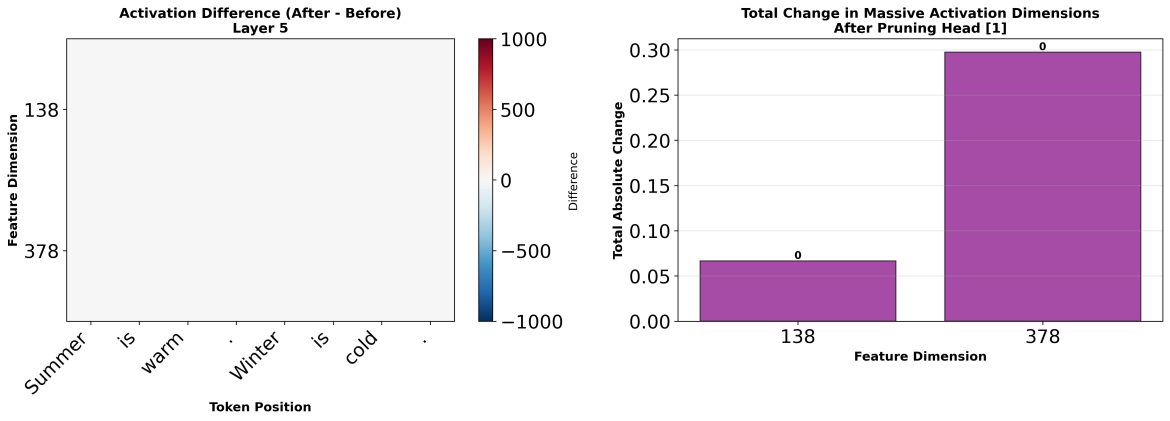 Activation Difference (After - Before)
Layer 5
Feature Dimension
138
378
Summer
is
warm
.
Winter
is
cold
.
Token Position
1000
500
0
−500
−1000
Difference
Total Change in Massive Activation Dimensions
After Pruning Head [1]
Total Absolute Change
0.30
0.25
0.20
0.15
0.10
0.05
0.00
0
0
138
378
Feature Dimension